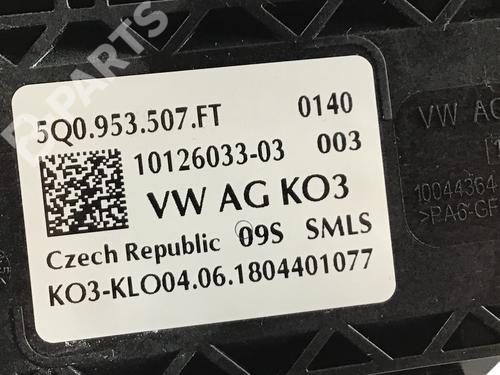 B-PARTS
5Q0.953.507.FT 0140
10126033-03 003
VW AG KO3
Czech Republic 09S SMLS
KO3-KLO04.06.1804401077
VW AG
10044364
>PA6-GF